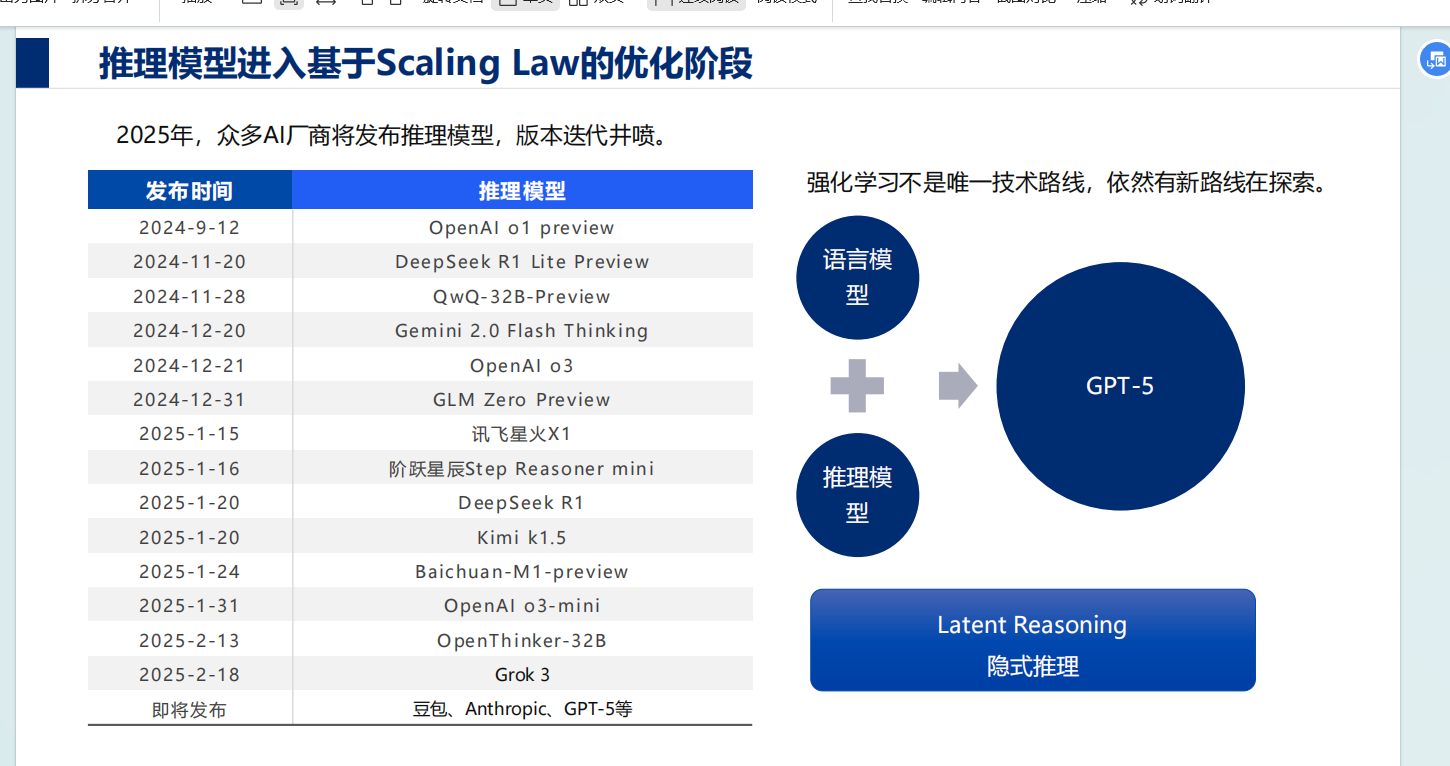 推理模型进入基于Scaling Law的优化阶段
2025年，众多AI厂商将发布推理模型，版本迭代井喷。
发布时间 推理模型
2024-9-12 OpenAI o1 preview
2024-11-20 DeepSeek R1 Lite Preview
2024-11-28 QwQ-32B-Preview
2024-12-20 Gemini 2.0 Flash Thinking
2024-12-21 OpenAI o3
2024-12-31 GLM Zero Preview
2025-1-15 讯飞星火X1
2025-1-16 阶跃星辰Step Reasoner mini
2025-1-20 DeepSeek R1
2025-1-20 Kimi k1.5
2025-1-24 Baichuan-M1-preview
2025-1-31 OpenAI o3-mini
2025-2-13 OpenThinker-32B
2025-2-18 Grok 3
即将发布 豆包、Anthropic、GPT-5等
强化学习不是唯一技术路线，依然有新路线在探索。
语言模
型
推理模
型
GPT-5
Latent Reasoning
隐式推理